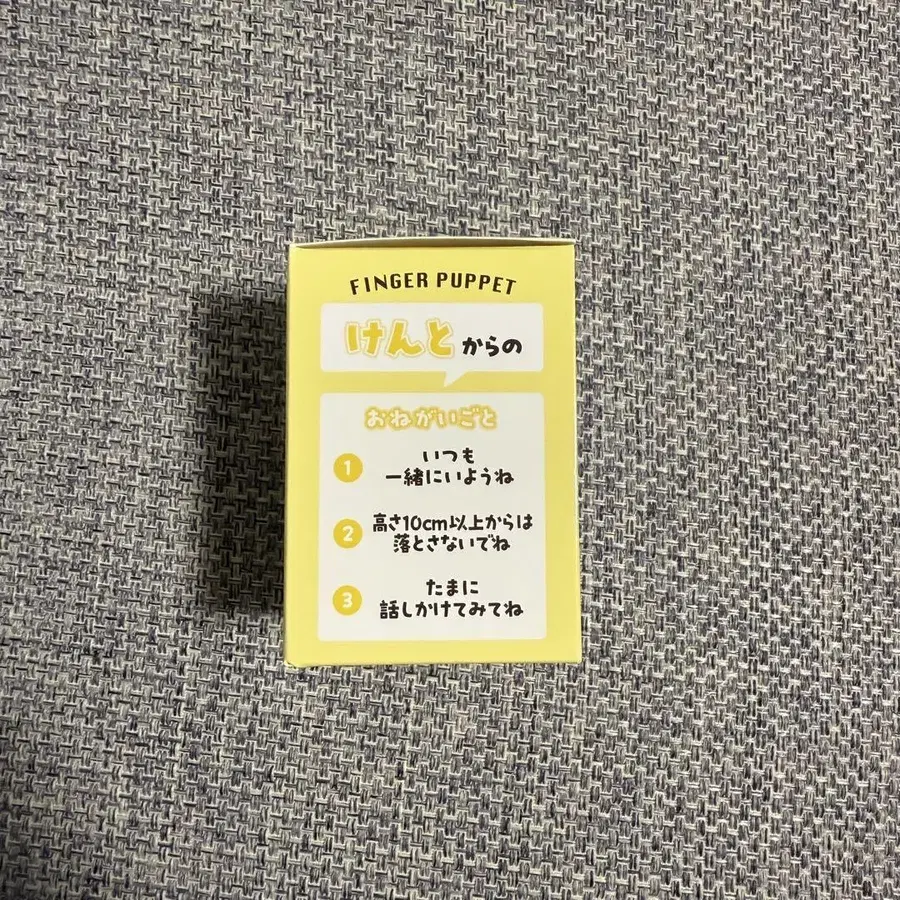 FINGER PUPPET
けんとからの
おねがいごと
1 いつも
一緒にいようね
2 高さ10cm以上からは
落とさないでね
3 たまに
話しかけてみてね